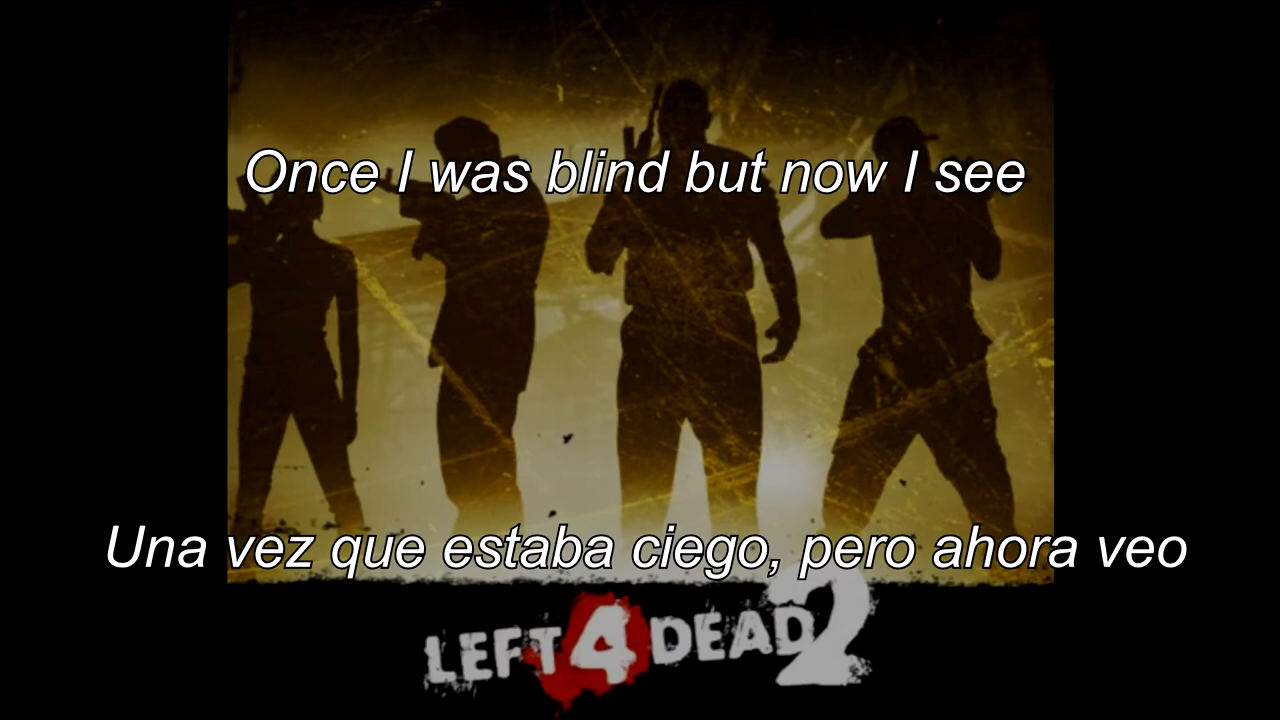 Once I was blind but now I see
Una vez que estaba ciego, pero ahora veo
LEFT 4 DEAD 2